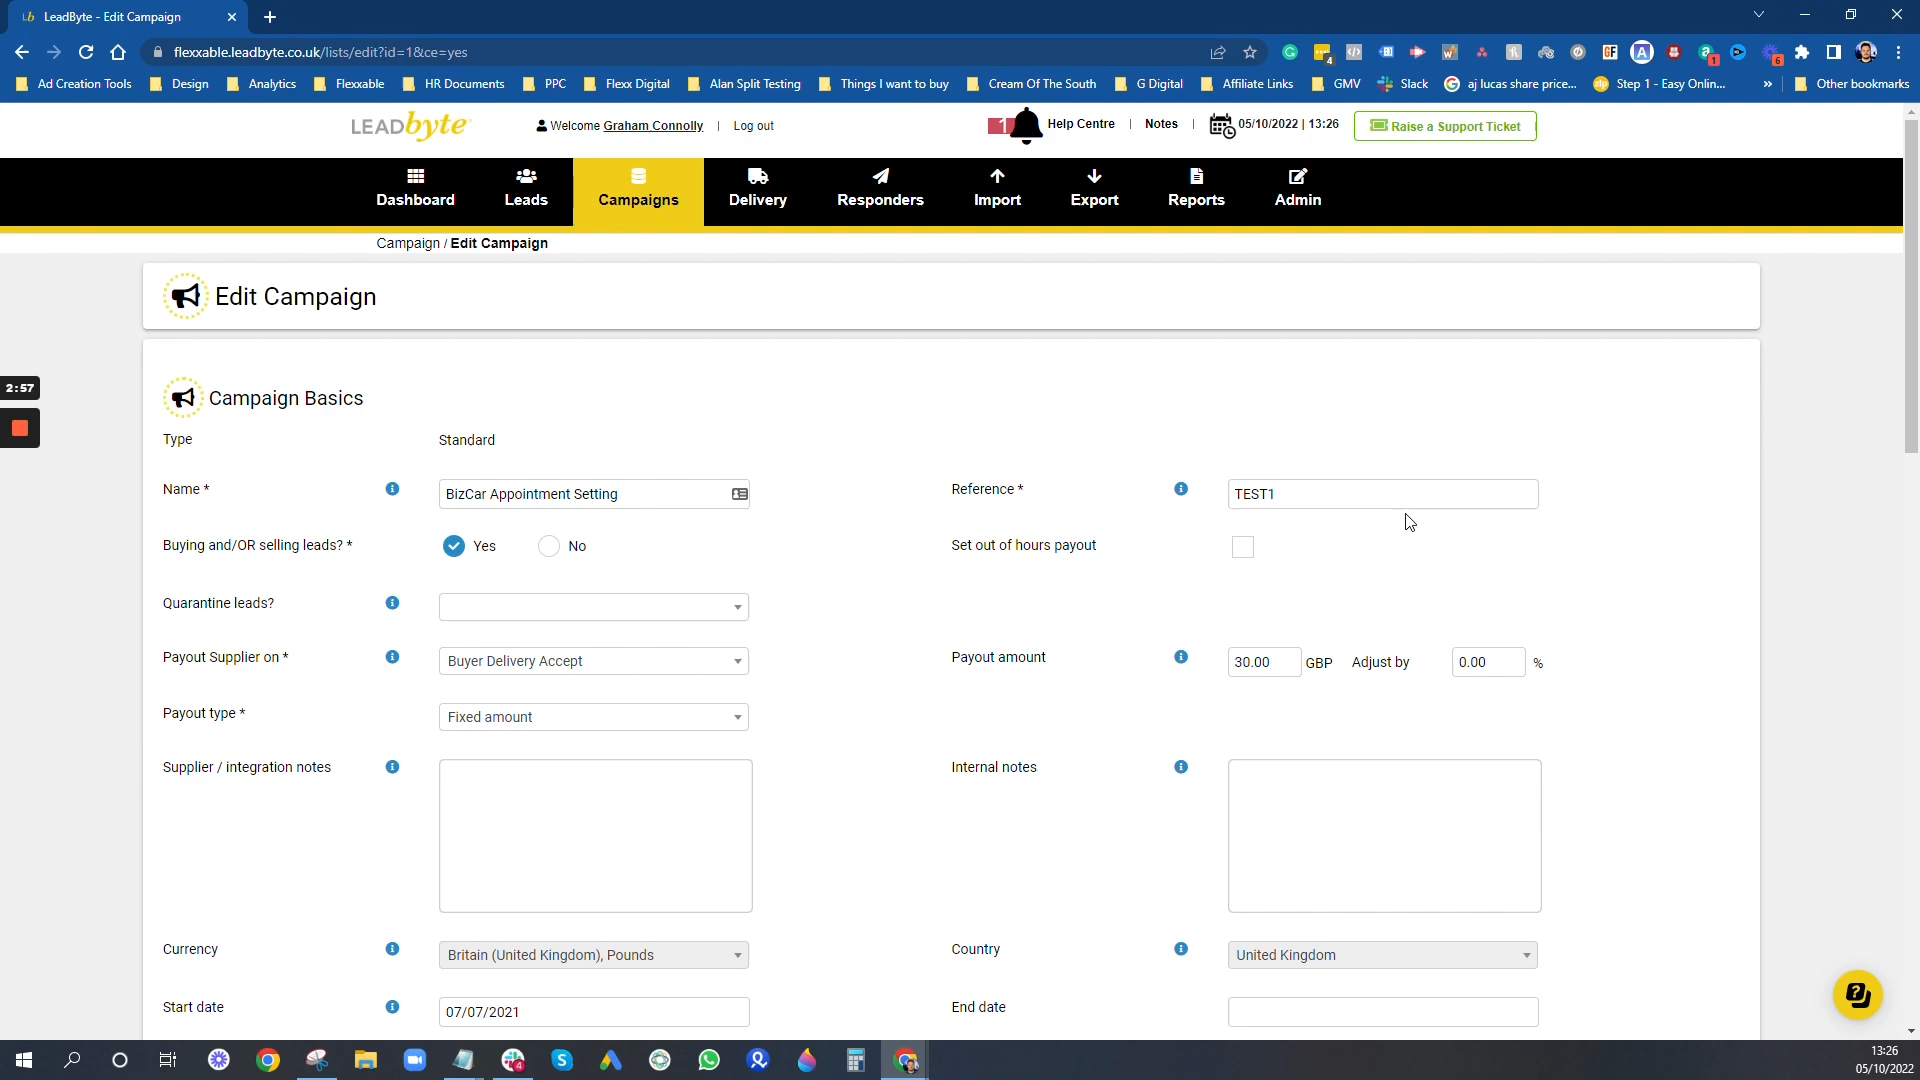 LeadByte - Edit Campaign
flexxable.leadbyte.co.uk/lists/edit?id=1&ce=yes
Ad Creation Tools Design Analytics Flexxable HR Documents PPC Flexx Digital Alan Split Testing Things I want to buy Cream Of The South G Digital Affiliate Links GMV Slack aj lucas share price... Step 1 - Easy Onlin... » Other bookmarks
LEADbyte Welcome Graham Connolly | Log out 1 Help Centre | Notes | 05/10/2022 | 13:26 Raise a Support Ticket
Dashboard Leads Campaigns Delivery Responders Import Export Reports Admin
Campaign / Edit Campaign
Edit Campaign
2:57
Campaign Basics
Type Standard
Name * BizCar Appointment Setting Reference * TEST1
Buying and/OR selling leads? * Yes No Set out of hours payout
Quarantine leads?
Payout Supplier on * Buyer Delivery Accept Payout amount 30.00 GBP Adjust by 0.00 %
Payout type * Fixed amount
Supplier / integration notes Internal notes
Currency Britain (United Kingdom), Pounds Country United Kingdom
Start date 07/07/2021 End date
13:26
05/10/2022